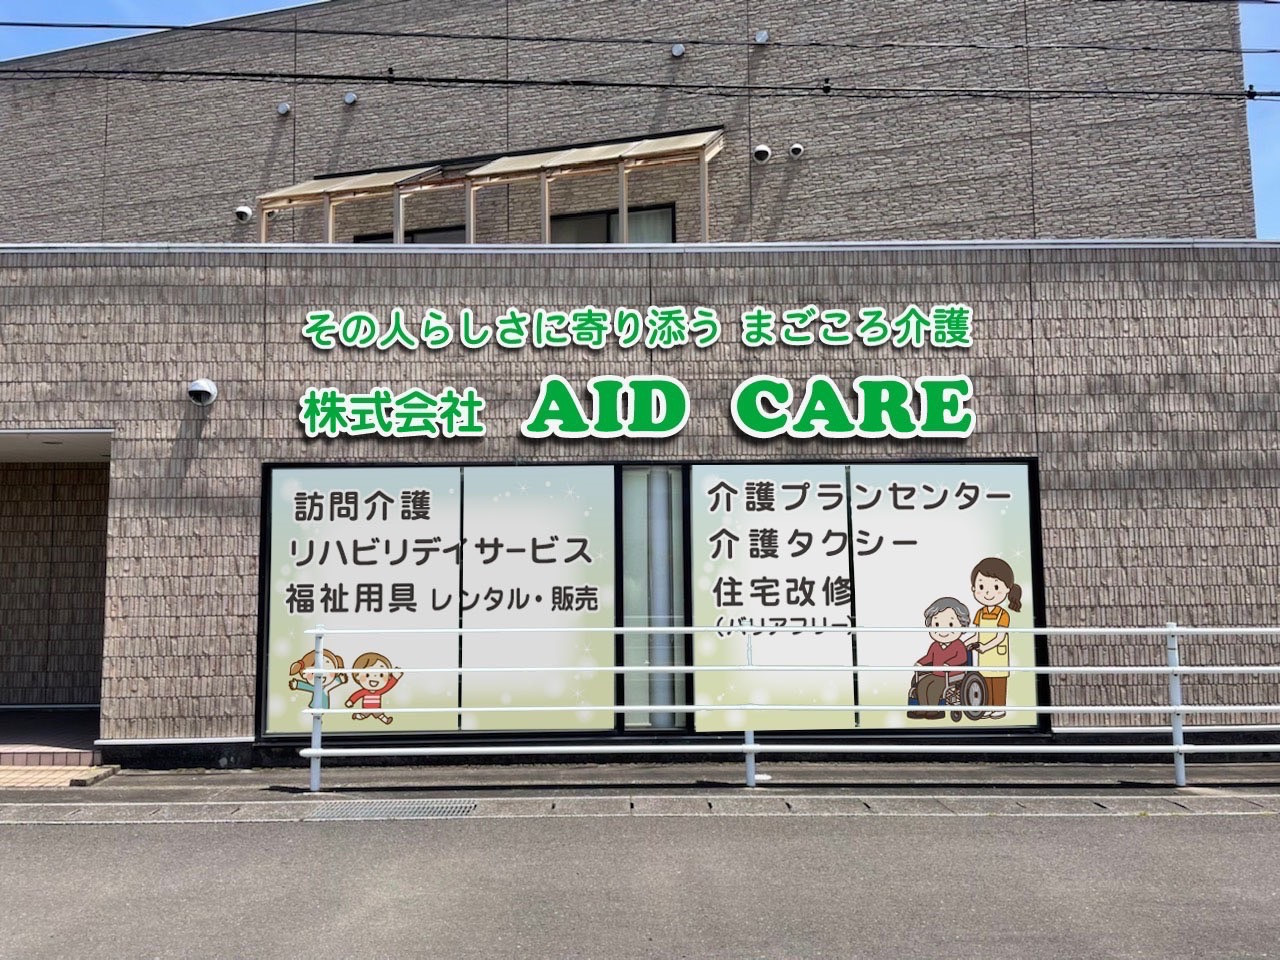 その人らしさに寄り添う まごころ介護
株式会社 AID CARE
訪問介護
リハビリデイサービス
福祉用具 レンタル・販売
介護プランセンター
介護タクシー
住宅改修
（バリアフリー）